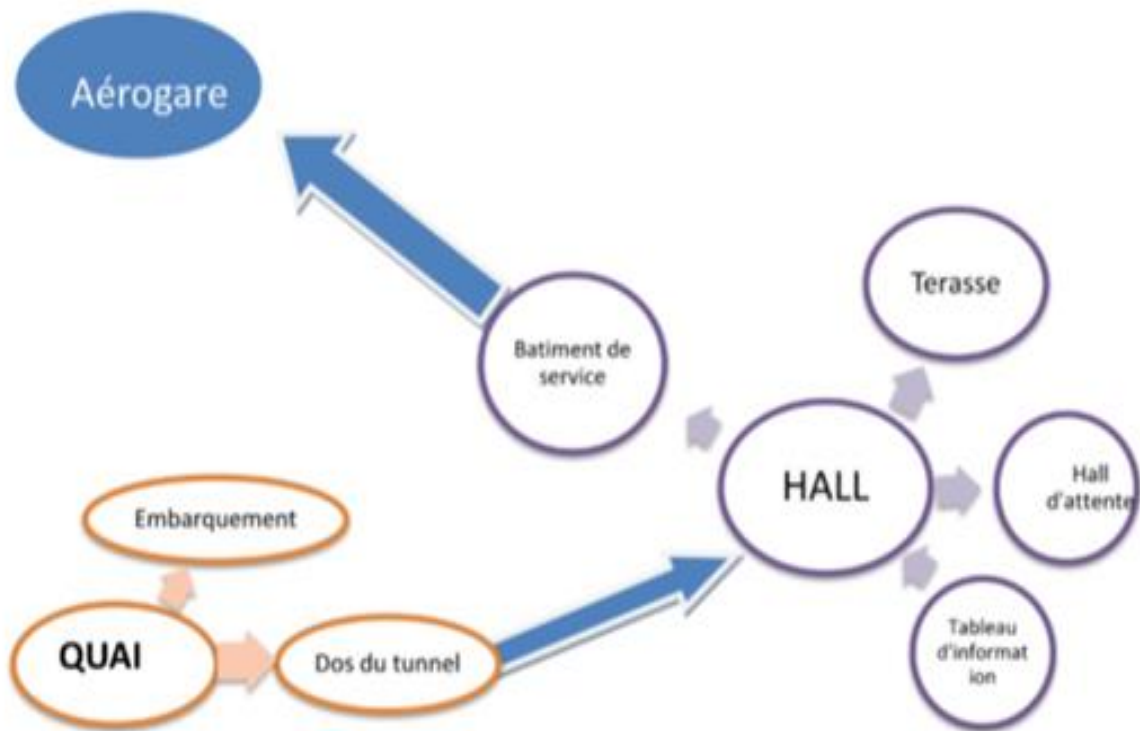 Aérogare
Terasse
Batiment de
service
HALL
Hall
d'attente
Embarquement
QUAI
Dos du tunnel
Tableau
d'informat
ion